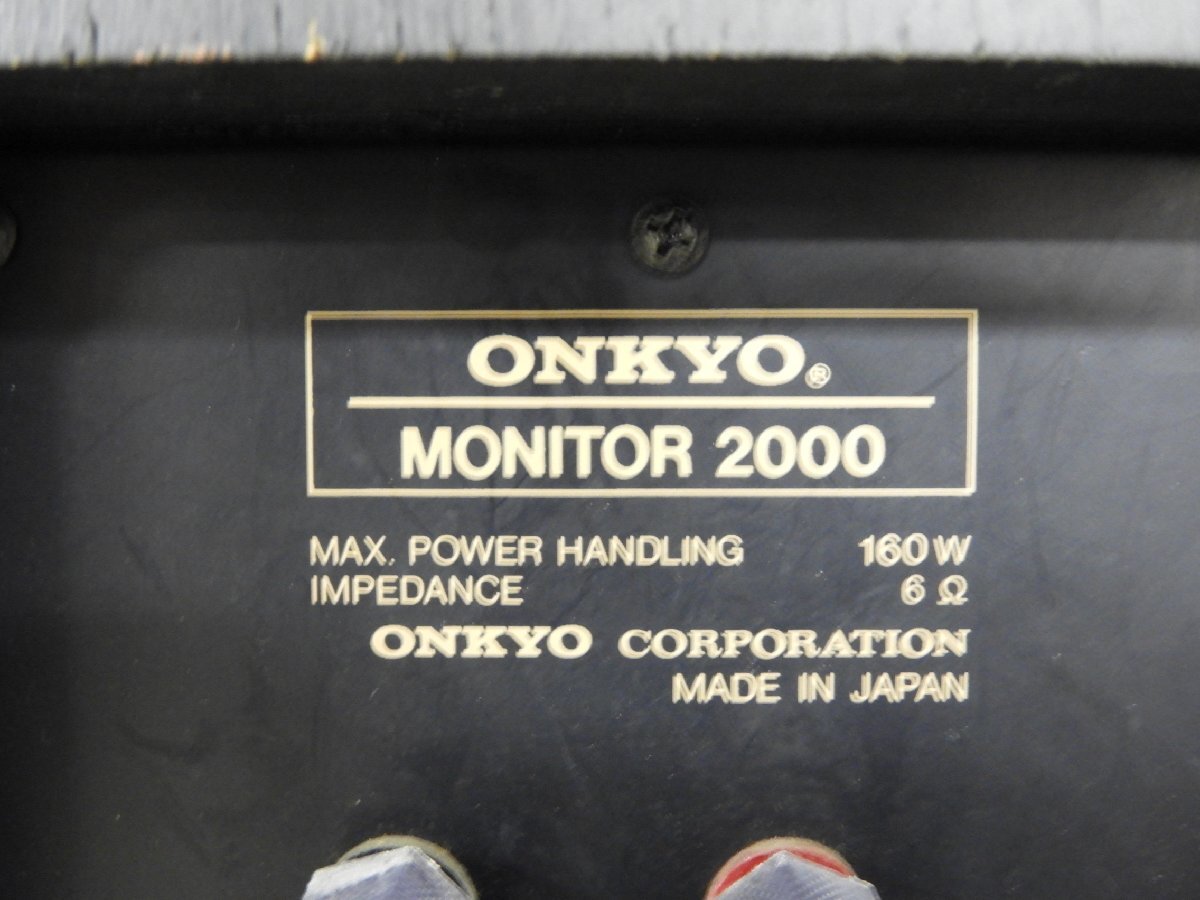 ONKYO®
MONITOR 2000
MAX. POWER HANDLING 160W
IMPEDANCE 6 Ω
ONKYO CORPORATION
MADE IN JAPAN